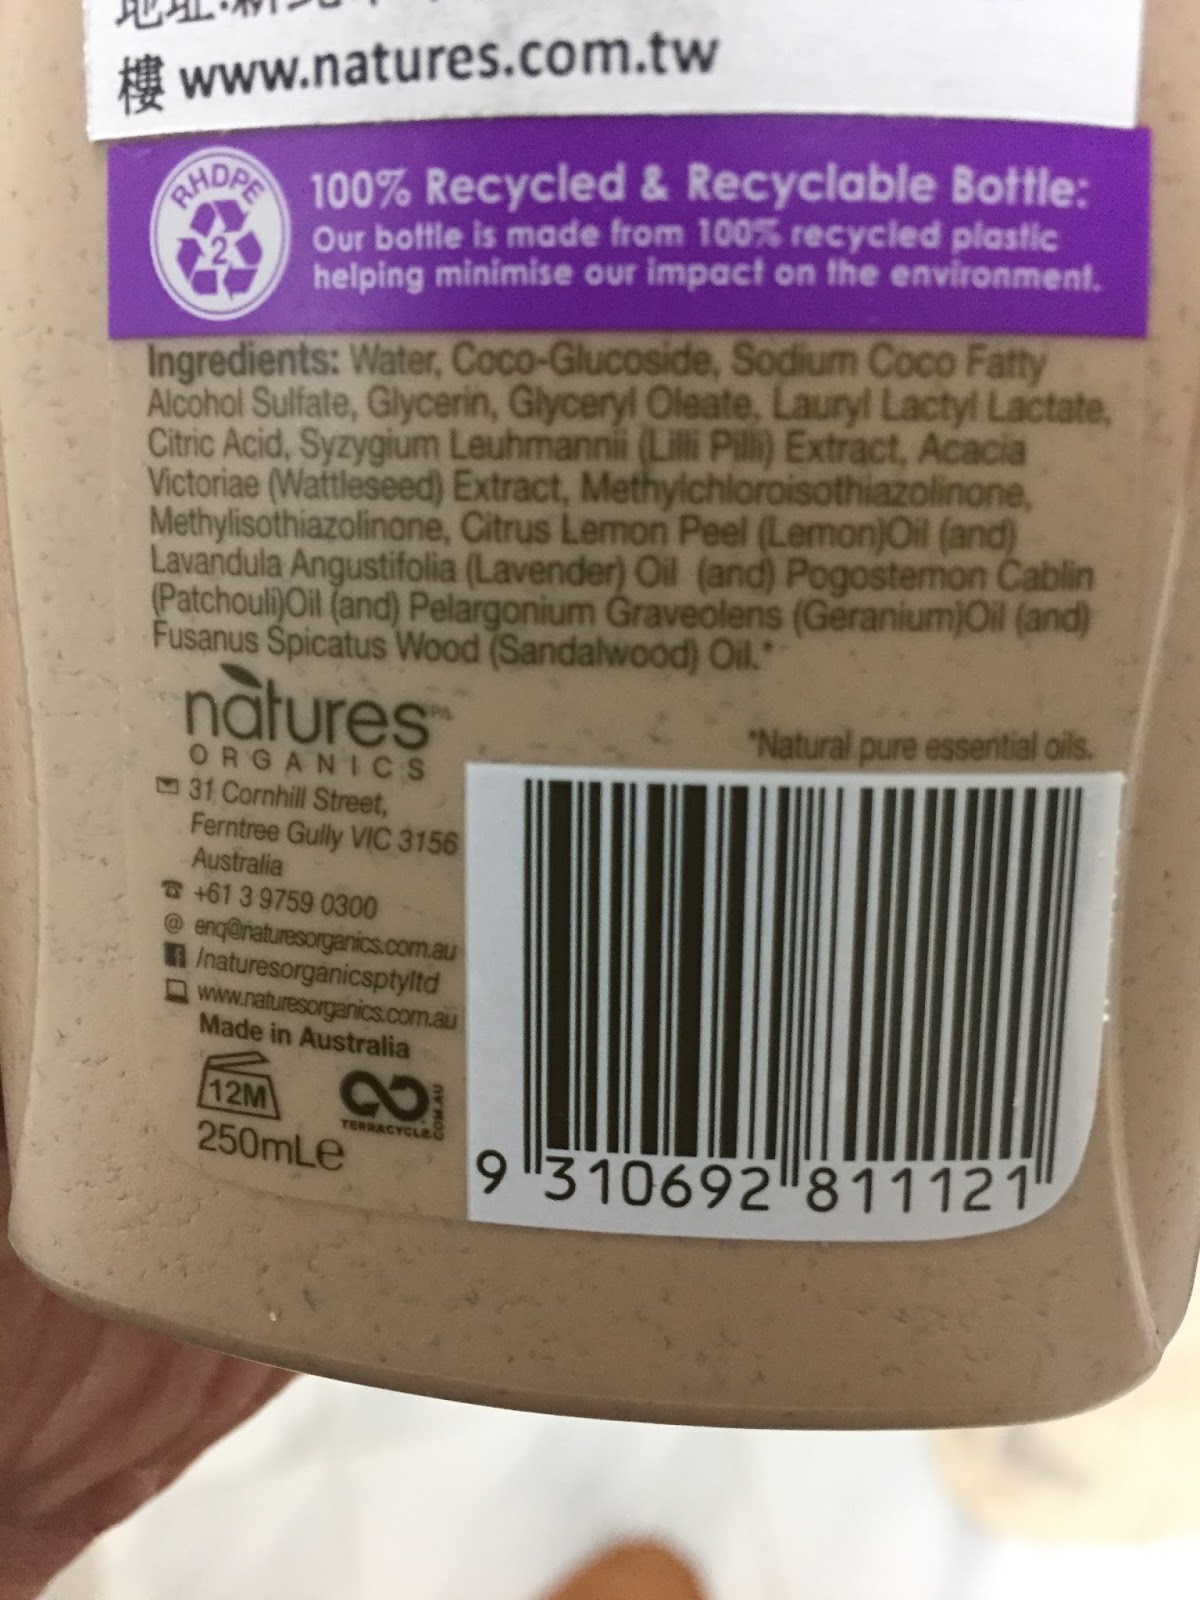 樓 www.natures.com.tw
RHDPE
2
100% Recycled & Recyclable Bottle:
Our bottle is made from 100% recycled plastic
helping minimise our impact on the environment.
Ingredients: Water, Coco-Glucoside, Sodium Coco Fatty
Alcohol Sulfate, Glycerin, Glyceryl Oleate, Lauryl Lactyl Lactate,
Citric Acid, Syzygium Leuhmannii (Lilli Pilli) Extract, Acacia
Victoriae (Wattleseed) Extract, Methylchloroisothiazolinone,
Methylisothiazolinone, Citrus Lemon Peel (Lemon)Oil (and)
Lavandula Angustifolia (Lavender) Oil (and) Pogostemon Cablin
(Patchouli)Oil (and) Pelargonium Graveolens (Geranium)Oil (and)
Fusanus Spicatus Wood (Sandalwood) Oil.*
natures
ORGANICS
*Natural pure essential oils.
31 Cornhill Street,
Ferntree Gully VIC 3156
Australia
+61 3 9759 0300
@ enq@naturesorganics.com.au
/naturesorganicsptyltd
www.naturesorganics.com.au
Made in Australia
12M
TERRACYCLE.COM.AU
250mLe
9 310692 811121